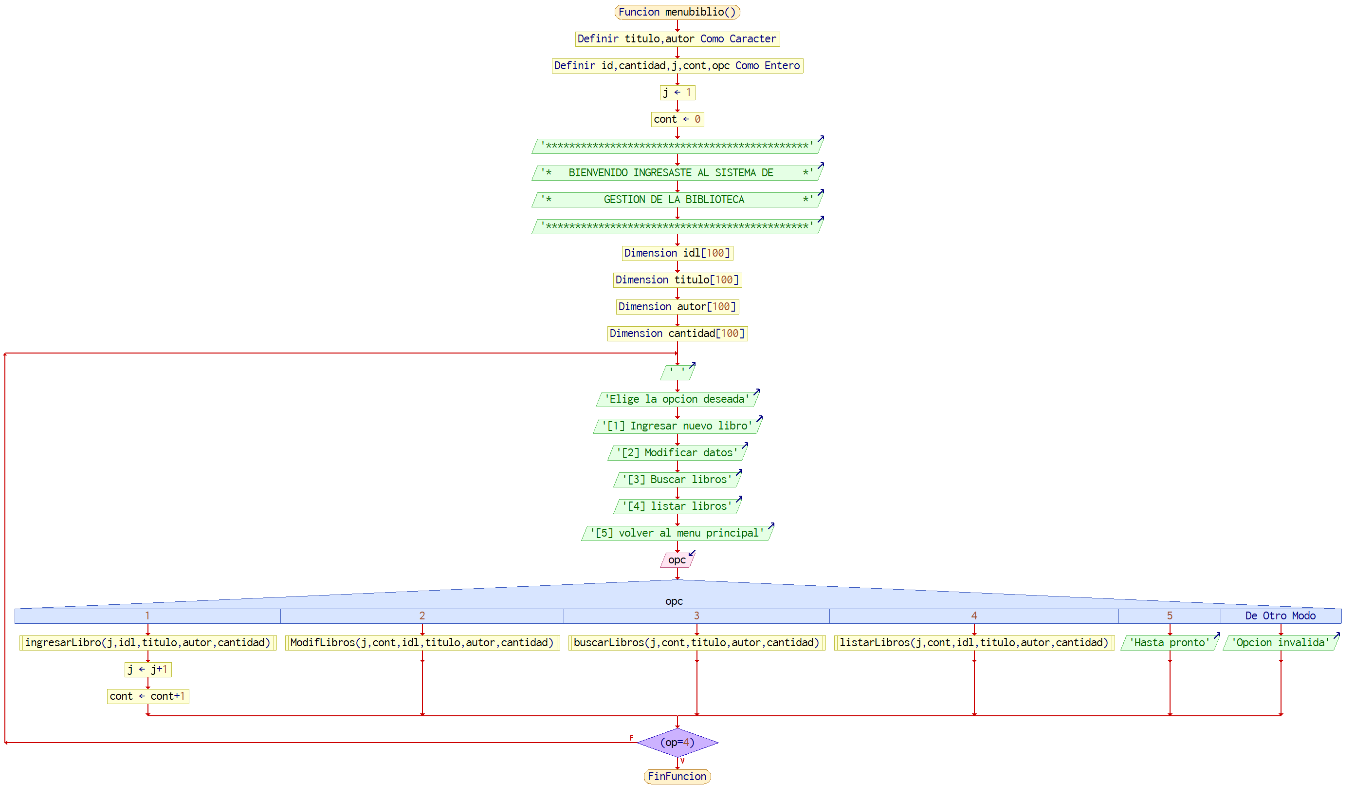 Funcion menubiblio()
Definir titulo,autor Como Caracter
Definir id,cantidad,j,cont,opc Como Entero
j ← 1
cont ← 0
'*********************************************'
'*   BIENVENIDO INGRESASTE AL SISTEMA DE     *'
'*         GESTION DE LA BIBLIOTECA          *'
'*********************************************'
Dimension idl[100]
Dimension titulo[100]
Dimension autor[100]
Dimension cantidad[100]
' '
'Elige la opcion deseada'
'[1] Ingresar nuevo libro'
'[2] Modificar datos'
'[3] Buscar libros'
'[4] listar libros'
'[5] volver al menu principal'
opc
opc
1 2 3 4 5 De Otro Modo
ingresarLibro(j,idl,titulo,autor,cantidad) ModifLibros(j,cont,idl,titulo,autor,cantidad) buscarLibros(j,cont,titulo,autor,cantidad) listarLibros(j,cont,idl,titulo,autor,cantidad) 'Hasta pronto' 'Opcion invalida'
j ← j+1
cont ← cont+1
F (op=4)
V
FinFuncion